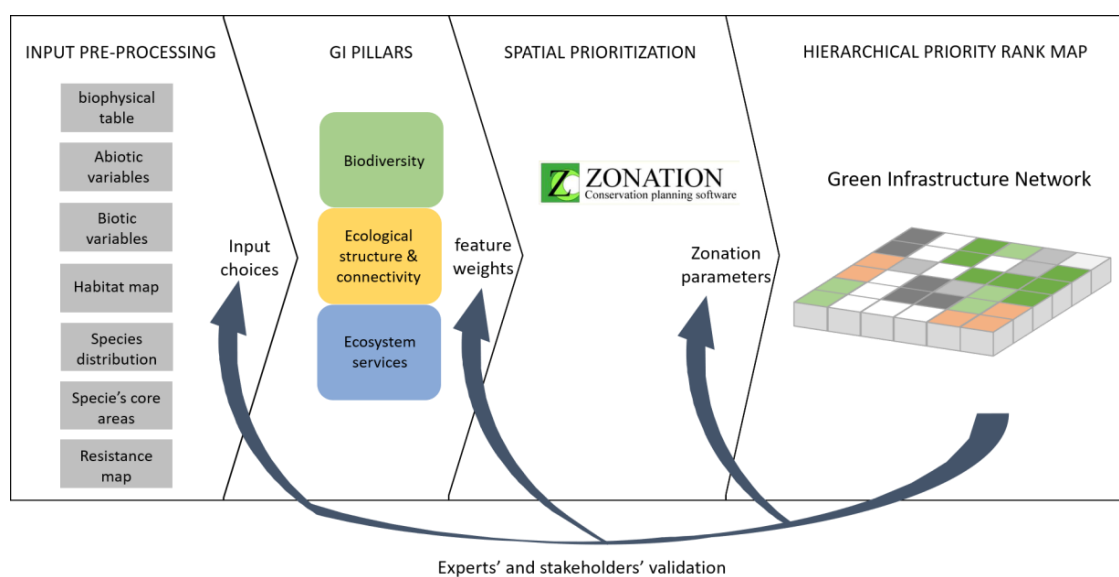 INPUT PRE-PROCESSING
biophysical
table
Abiotic
variables
Biotic
variables
Habitat map
Species
distribution
Specie's core
areas
Resistance
map
Input
choices
GI PILLARS
Biodiversity
Ecological
structure &
connectivity
Ecosystem
services
feature
weights
SPATIAL PRIORITIZATION
Z
ZONATION
Conservation planning software
Zonation
parameters
HIERARCHICAL PRIORITY RANK MAP
Green Infrastructure Network
Experts' and stakeholders' validation